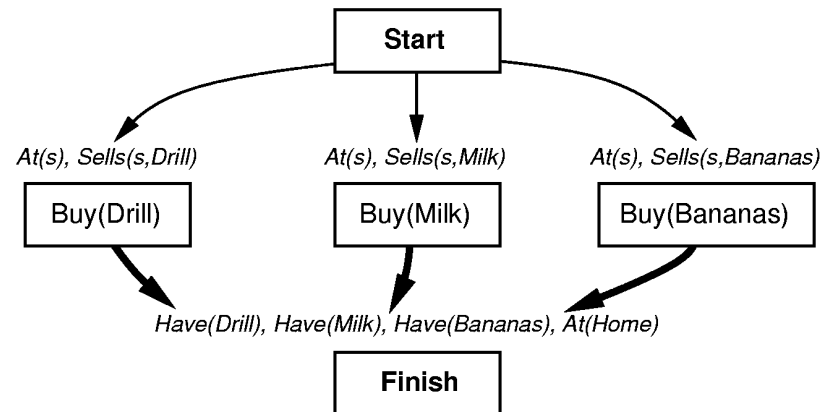 Start
At(s), Sells(s,Drill) At(s), Sells(s,Milk) At(s), Sells(s,Bananas)
Buy(Drill) Buy(Milk) Buy(Bananas)
Have(Drill), Have(Milk), Have(Bananas), At(Home)
Finish